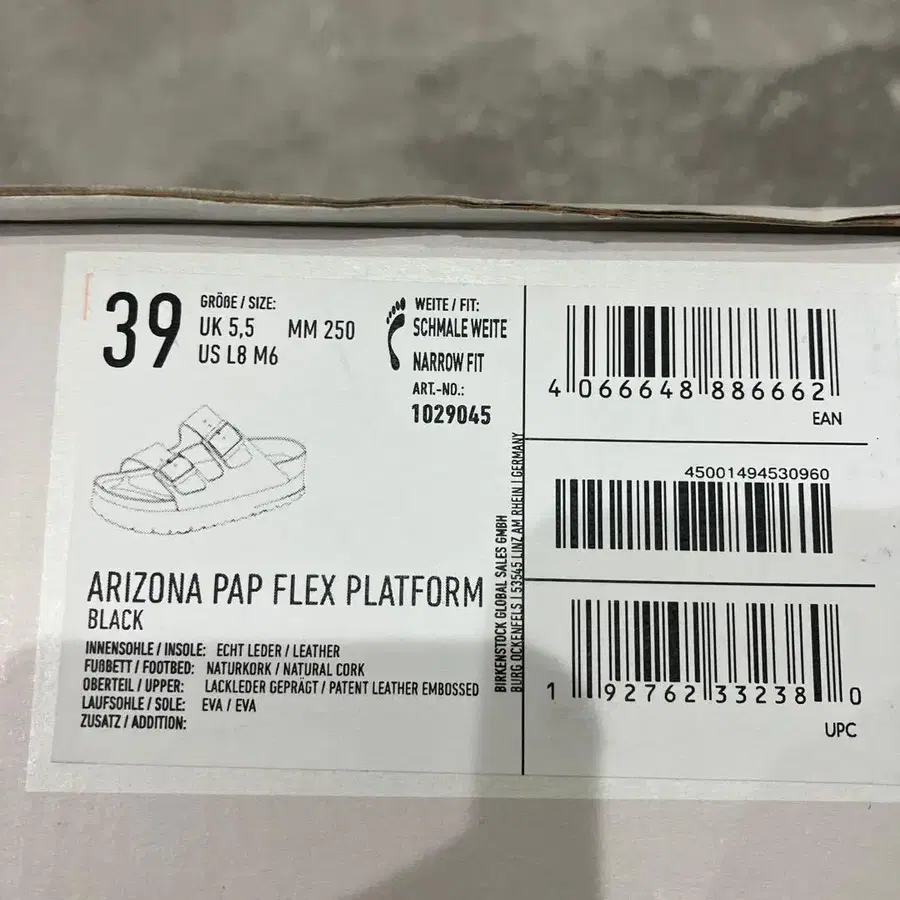 39
GRÖßE / SIZE:
UK 5,5 MM 250
US L8 M6
WEITE / FIT:
SCHMALE WEITE
NARROW FIT
ART.-NO.:
1029045
ARIZONA PAP FLEX PLATFORM
BLACK
INNENSOHLE / INSOLE: ECHT LEDER / LEATHER
FUßBETT / FOOTBED: NATURKORK / NATURAL CORK
OBERTEIL / UPPER: LACKLEDER GEPRÄGT / PATENT LEATHER EMBOSSED
LAUFSOHLE / SOLE: EVA / EVA
ZUSATZ / ADDITION:
BIRKENSTOCK GLOBAL SALES GMBH
BURG OCKENFELS | 53545 LINZ AM RHEIN | GERMANY
4 066648 886662
EAN
45001494530960
1 92762 33238 0
UPC